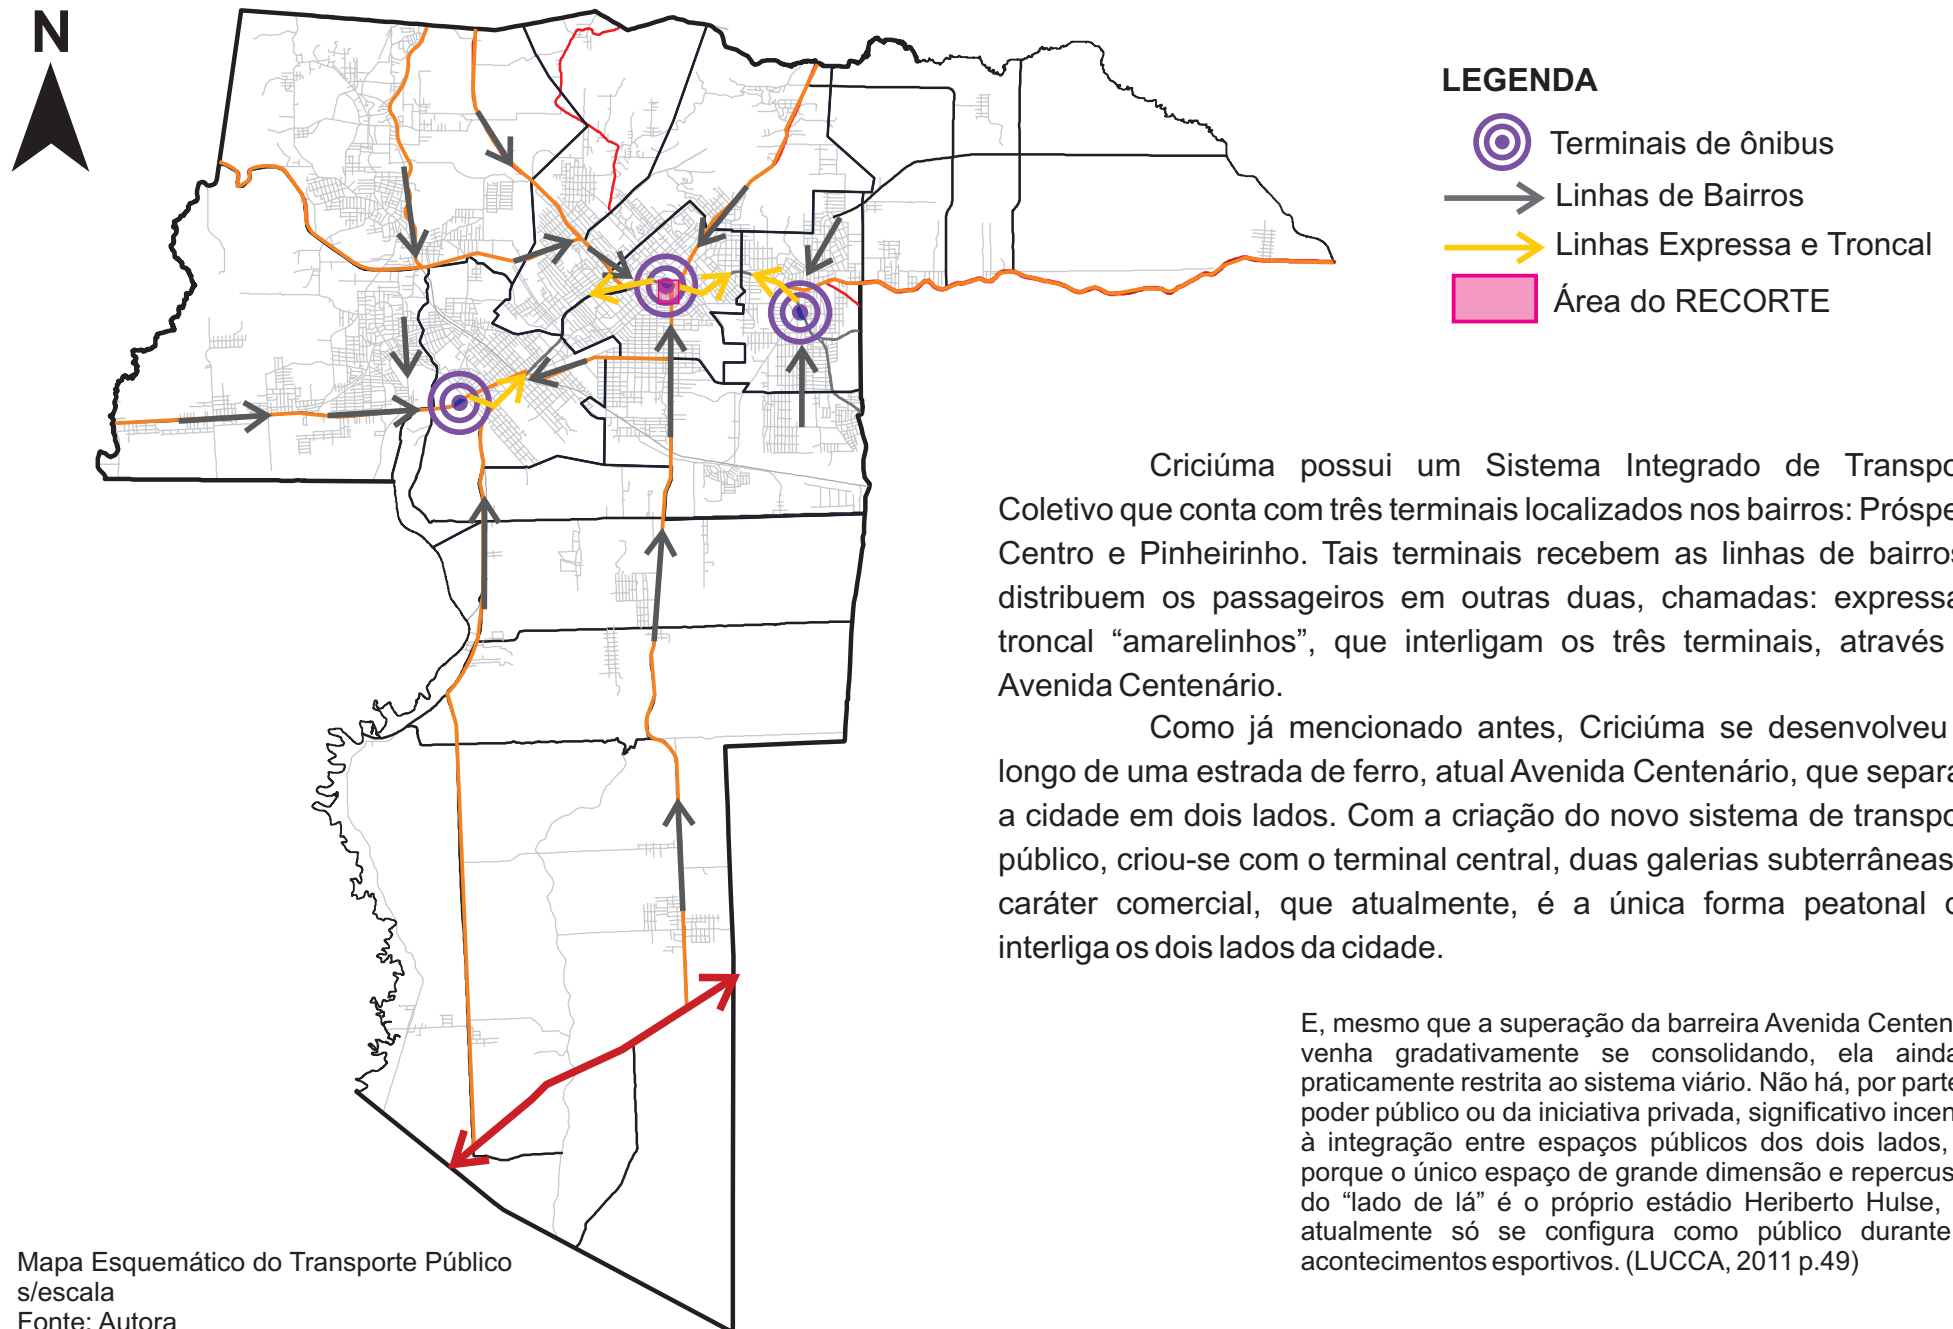 N
LEGENDA
Terminais de ônibus
Linhas de Bairros
Linhas Expressa e Troncal
Área do RECORTE
Criciúma possui um Sistema Integrado de
Coletivo que conta com três terminais localizados nos bairros:
Centro e Pinheirinho. Tais terminais recebem as linhas de
distribuem os passageiros em outras duas, chamadas:
troncal “amarelinhos”, que interligam os três terminais, através
Avenida Centenário.
Como já mencionado antes, Criciúma se desenvolveu
longo de uma estrada de ferro, atual Avenida Centenário, que
a cidade em dois lados. Com a criação do novo sistema de
público, criou-se com o terminal central, duas galerias subterrâneas
caráter comercial, que atualmente, é a única forma peatonal
interliga os dois lados da cidade.
E, mesmo que a superação da barreira Avenida
venha gradativamente se consolidando, ela ainda
praticamente restrita ao sistema viário. Não há, por parte
poder público ou da iniciativa privada, significativo
à integração entre espaços públicos dos dois lados,
porque o único espaço de grande dimensão e
do “lado de lá” é o próprio estádio Heriberto Hulse,
atualmente só se configura como público durante
acontecimentos esportivos. (LUCCA, 2011 p.49)
Mapa Esquemático do Transporte Público
s/escala
Fonte: Autora